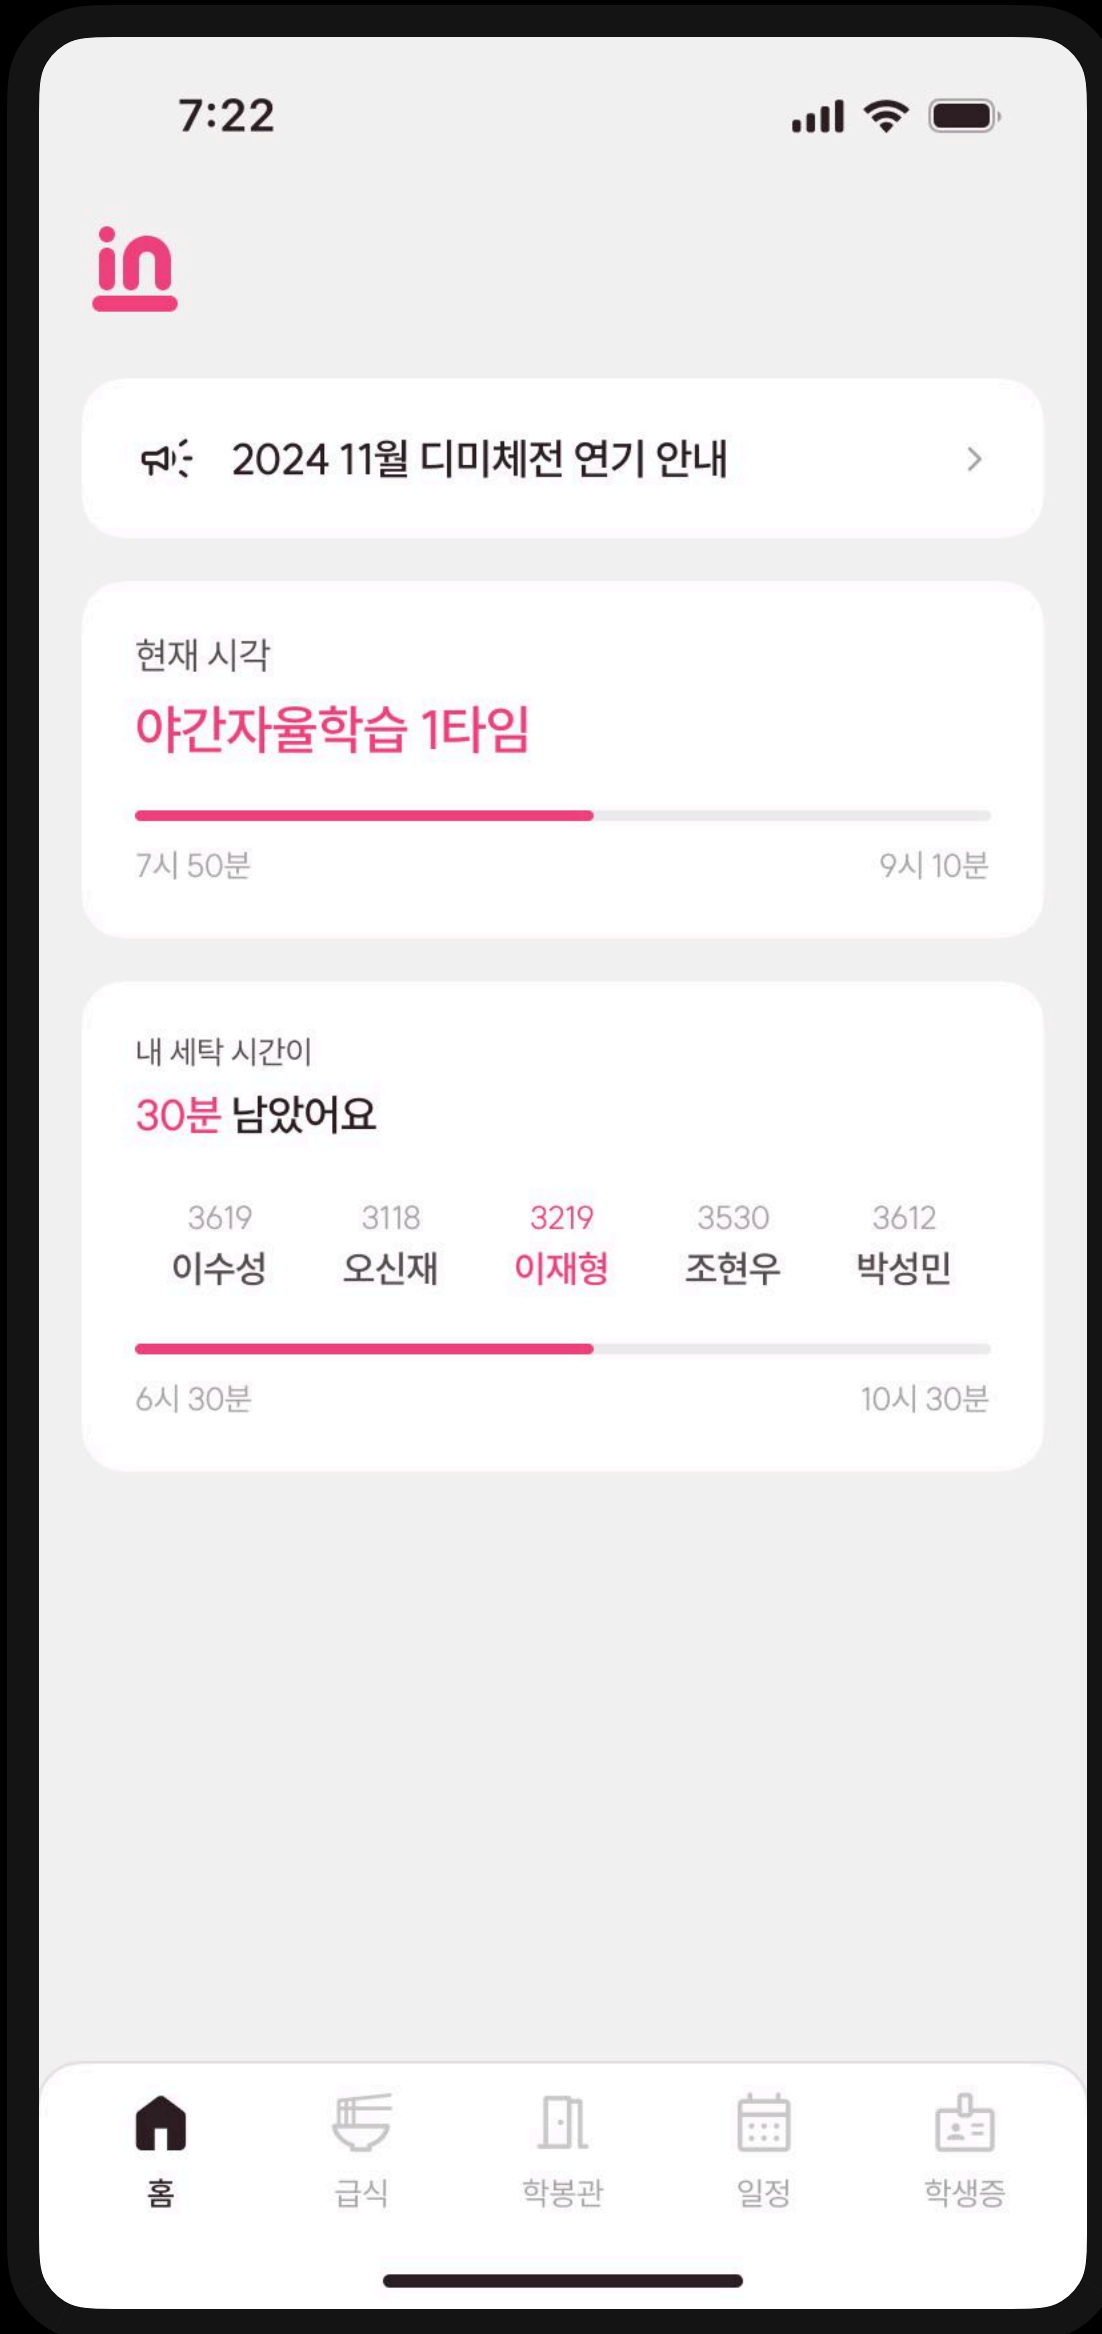 7:22
in
2024 11월 디미체전 연기 안내
현재 시각
야간자율학습 1타임
7시 50분 9시 10분
내 세탁 시간이
30분 남았어요
3619 3118 3219 3530 3612
이수성 오신재 이재형 조현우 박성민
6시 30분 10시 30분
홈 급식 학봉관 일정 학생증